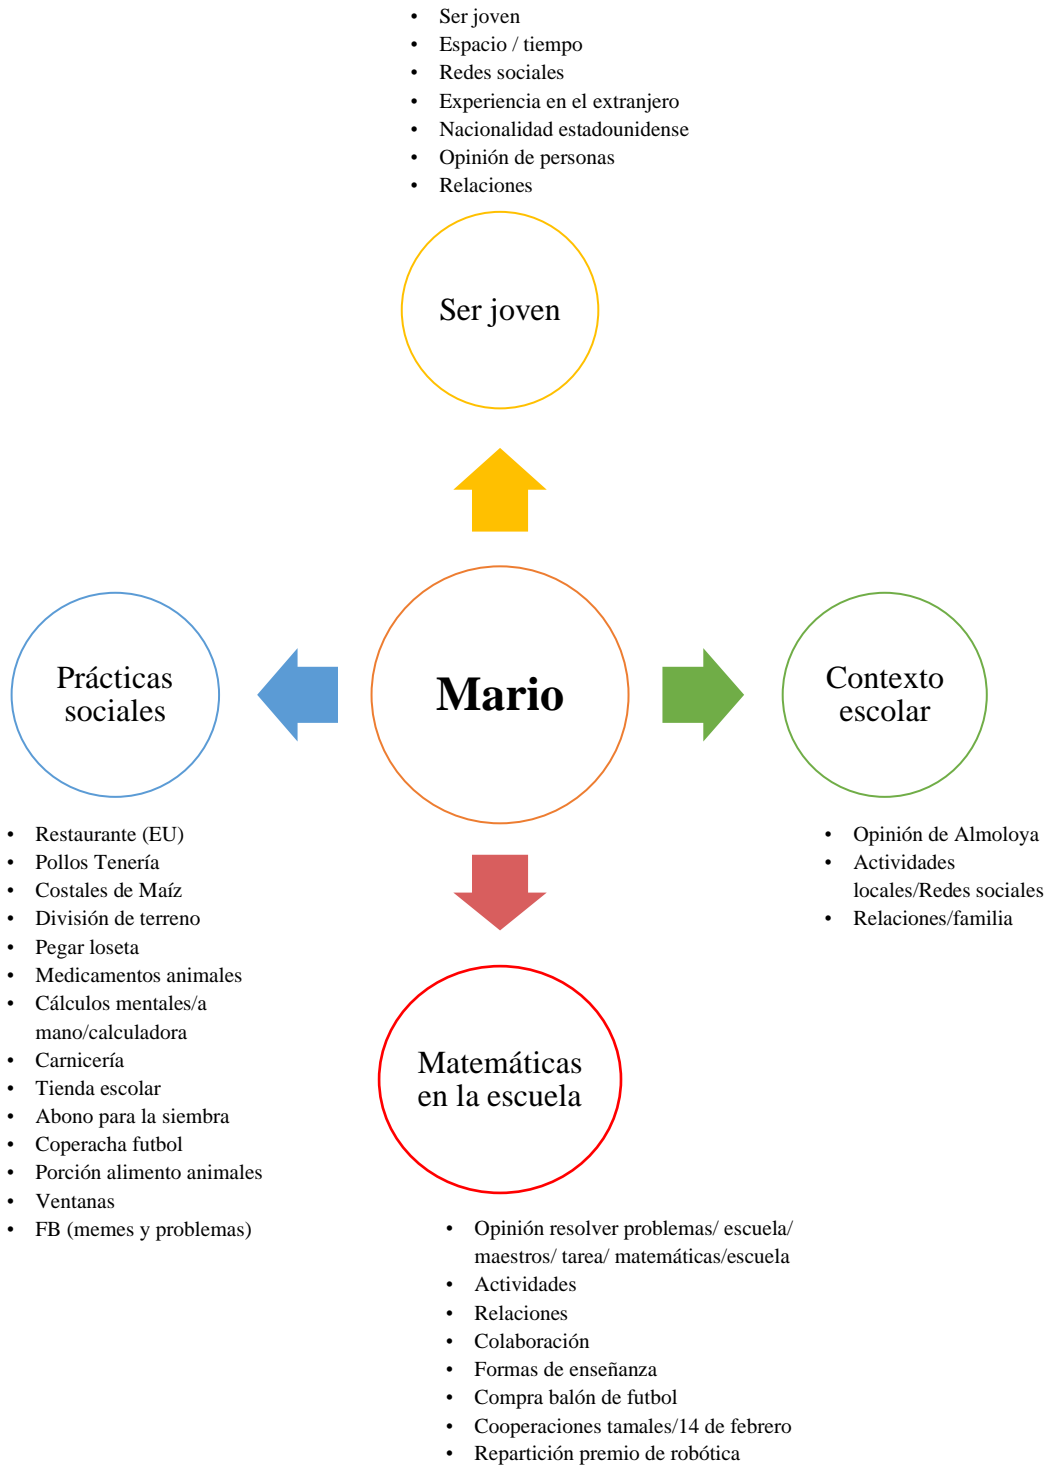 • Ser joven
• Espacio / tiempo
• Redes sociales
• Experiencia en el extranjero
• Nacionalidad estadounidense
• Opinión de personas
• Relaciones
Ser joven
Prácticas
sociales
Mario
Contexto
escolar
• Restaurante (EU)
• Pollos Tenería
• Costales de Maíz
• División de terreno
• Pegar loseta
• Medicamentos animales
• Cálculos mentales/a
mano/calculadora
• Carnicería
• Tienda escolar
• Abono para la siembra
• Coperacha futbol
• Porción alimento animales
• Ventanas
• FB (memes y problemas)
• Opinión de Almoloya
• Actividades
locales/Redes sociales
• Relaciones/familia
Matemáticas
en la escuela
• Opinión resolver problemas/ escuela/
maestros/ tarea/ matemáticas/escuela
• Actividades
• Relaciones
• Colaboración
• Formas de enseñanza
• Compra balón de futbol
• Cooperaciones tamales/14 de febrero
• Repartición premio de robótica